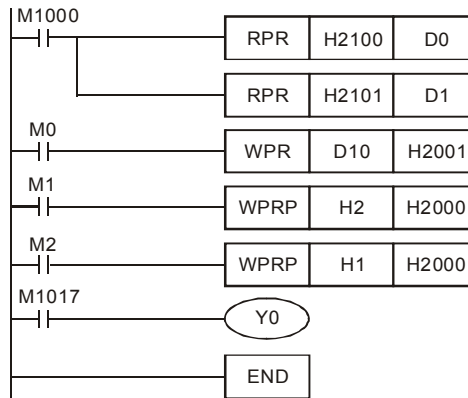 M1000
RPR H2100 D0
RPR H2101 D1
M0
WPR D10 H2001
M1
WPRP H2 H2000
M2
WPRP H1 H2000
M1017
Y0
END